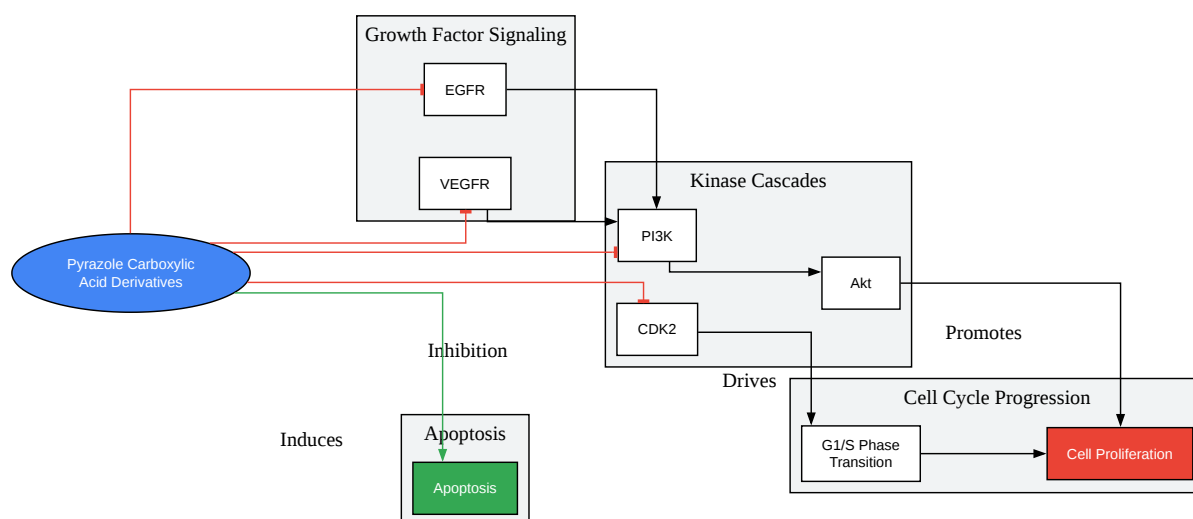 Growth Factor Signaling
EGFR
VEGFR
Kinase Cascades
PI3K
Akt
CDK2
Pyrazole Carboxylic
Acid Derivatives
Inhibition
Promotes
Drives
Cell Cycle Progression
G1/S Phase
Transition
Cell Proliferation
Induces
Apoptosis
Apoptosis